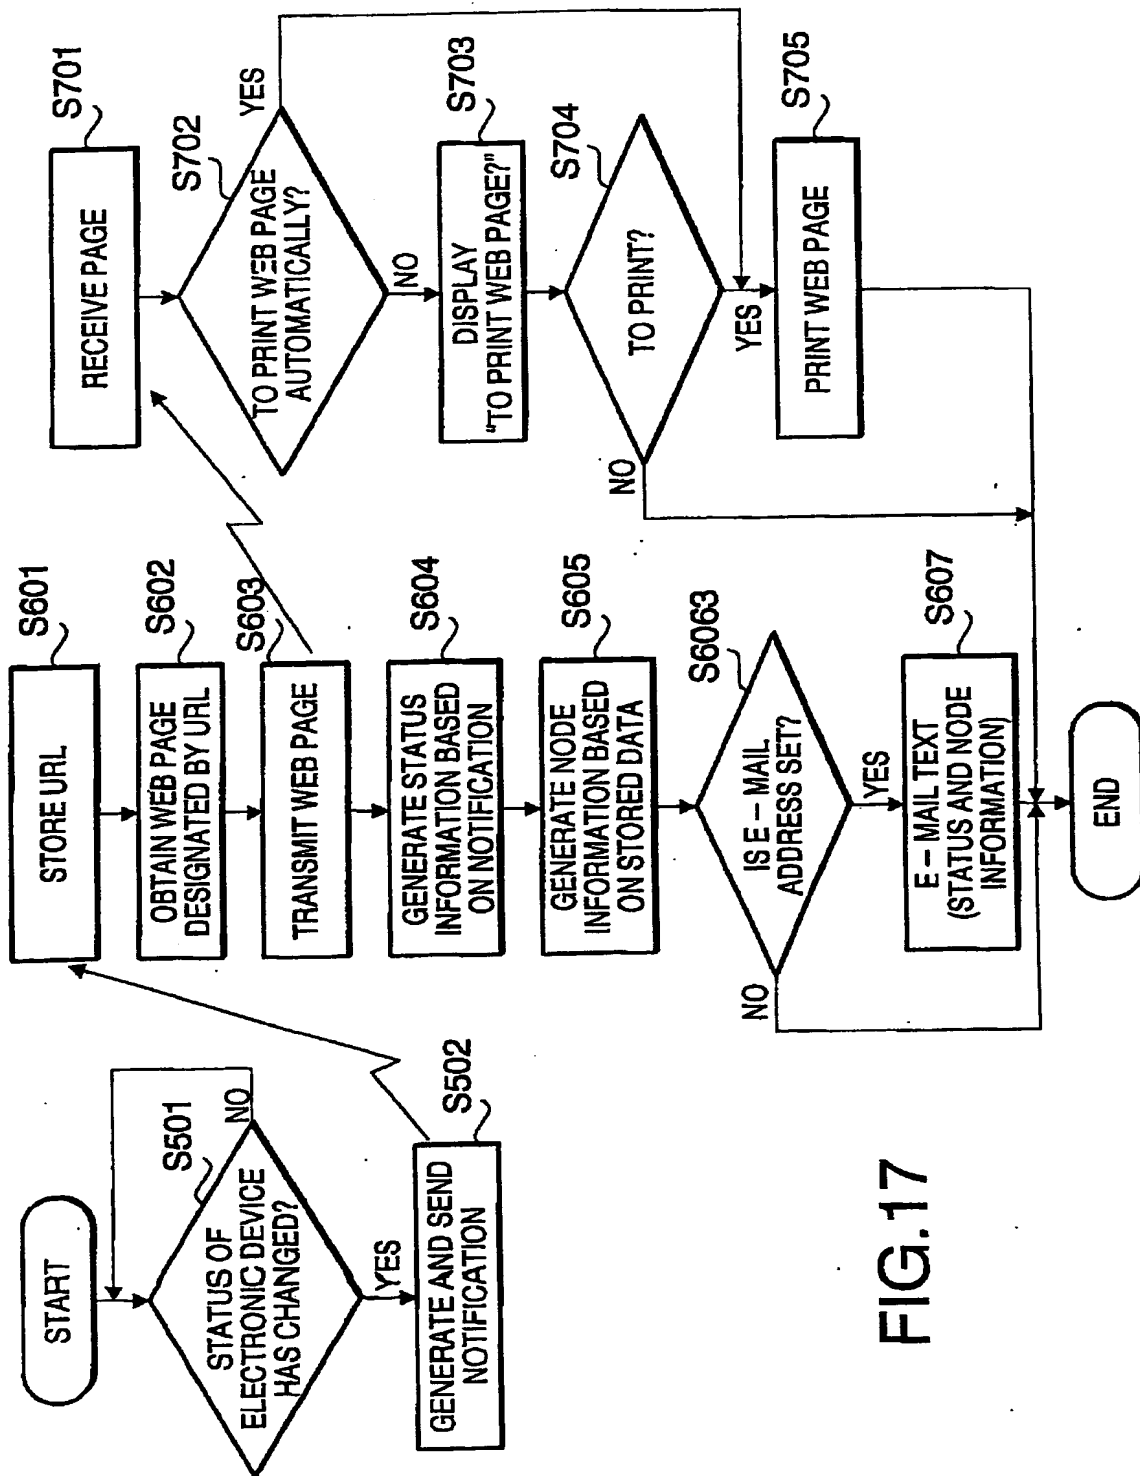 START
S501
STATUS OF
ELECTRONIC DEVICE
HAS CHANGED?
NO
YES
S502
GENERATE AND SEND
NOTIFICATION
S601
STORE URL
S602
OBTAIN WEB PAGE
DESIGNATED BY URL
S603
TRANSMIT WEB PAGE
S604
GENERATE STATUS
INFORMATION BASED
ON NOTIFICATION
S605
GENERATE NODE
INFORMATION BASED
ON STORED DATA
S6063
IS E – MAIL
ADDRESS SET?
NO
YES
S607
E – MAIL TEXT
(STATUS AND NODE
INFORMATION)
END
S701
RECEIVE PAGE
S702
TO PRINT WEB PAGE
AUTOMATICALLY?
YES
NO
S703
DISPLAY
"TO PRINT WEB PAGE?"
S704
TO PRINT?
NO
YES
S705
PRINT WEB PAGE
FIG.17